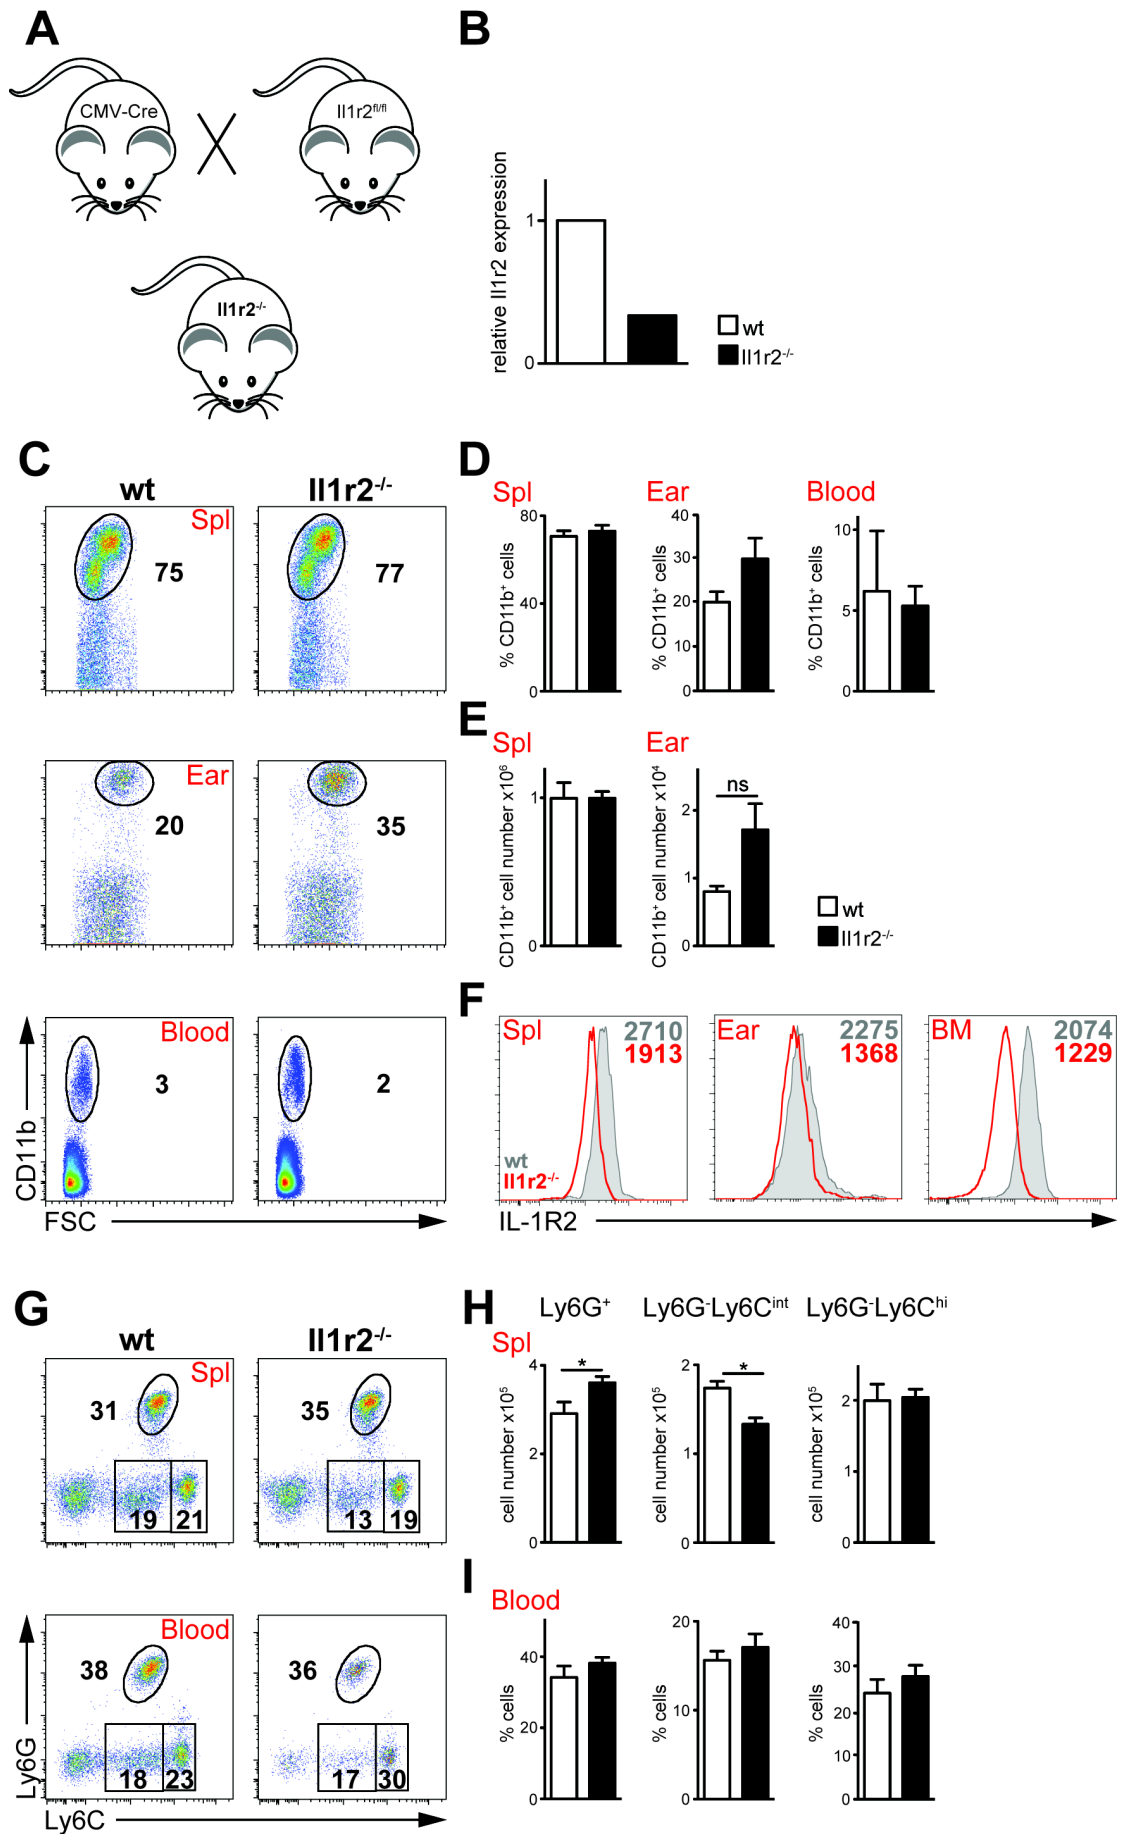 A
CMV-Cre
Il1r2fl/fl
Il1r2-/-
B
relative Il1r2 expression
1
0
wt
Il1r2-/-
C
wt
Il1r2-/-
Spl
75
77
Ear
20
35
Blood
3
2
CD11b
FSC
D
Spl
% CD11b+ cells
80
40
0
Ear
% CD11b+ cells
40
30
20
10
0
Blood
% CD11b+ cells
10
5
0
E
Spl
CD11b+ cell number x10⁶
1
0
Ear
CD11b+ cell number x10⁴
2
1
0
ns
wt
Il1r2-/-
F
Spl
2710
1913
wt
Il1r2-/-
Ear
2275
1368
BM
2074
1229
IL-1R2
G
wt
Il1r2-/-
Spl
31
19
21
35
13
19
Blood
38
18
23
36
17
30
Ly6G
Ly6C
H
Ly6G+
Ly6G-Ly6Cint
Ly6G-Ly6Chi
Spl
cell number x10⁵
4
2
0
*
cell number x10⁵
2
1
0
*
cell number x10⁵
2
1
0
I
Blood
% cells
40
20
0
% cells
20
10
0
% cells
40
30
20
10
0